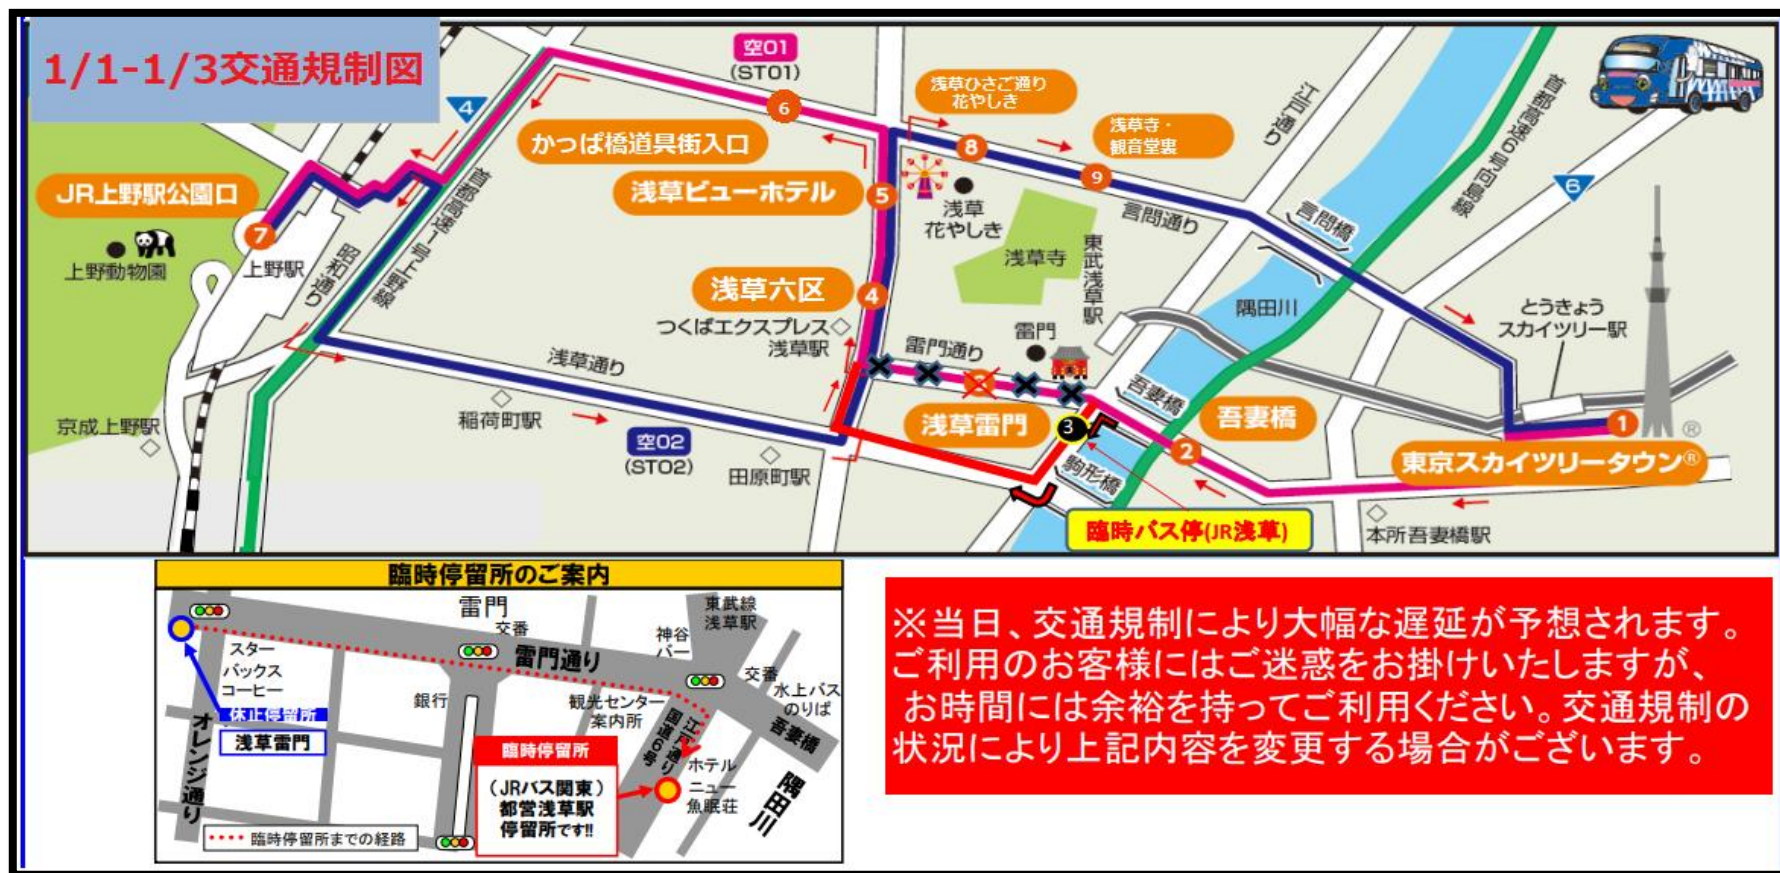 1/1-1/3交通規制図
空01
(ST01)
浅草ひさご通り
花やしき
浅草寺・
観音堂裏
江戸通り
首都高速6号向島線
4
6
8
9
6
かっぱ橋道具街入口
浅草ビューホテル
5
浅草
花やしき
言問通り
言問橋
JR上野駅公園口
7
上野動物園
上野駅
昭和通り
首都高速1号上野線
浅草寺
東武浅草駅
浅草六区
4
隅田川
とうきょう
スカイツリー駅
つくばエクスプレス
浅草駅
雷門通り
雷門
浅草通り
吾妻橋
京成上野駅
稲荷町駅
空02
(ST02)
田原町駅
浅草雷門
3
吾妻橋
2
1
®
東京スカイツリータウン®
駒形橋
臨時バス停(JR浅草)
本所吾妻橋駅
臨時停留所のご案内
雷門
交番
東武線
浅草駅
神谷
バー
スター
バックス
コーヒー
雷門通り
交番
水上バス
のりば
銀行
観光センター
案内所
吾妻橋
休止停留所
浅草雷門
オレンジ通り
江戸通り
国道6号
臨時停留所
(JRバス関東)
都営浅草駅
停留所です!!
ホテル
ニュー
魚眠荘
隅田川
臨時停留所までの経路
※当日、交通規制により大幅な遅延が予想されます。
ご利用のお客様にはご迷惑をお掛けいたしますが、
お時間には余裕を持ってご利用ください。交通規制の
状況により上記内容を変更する場合がございます。